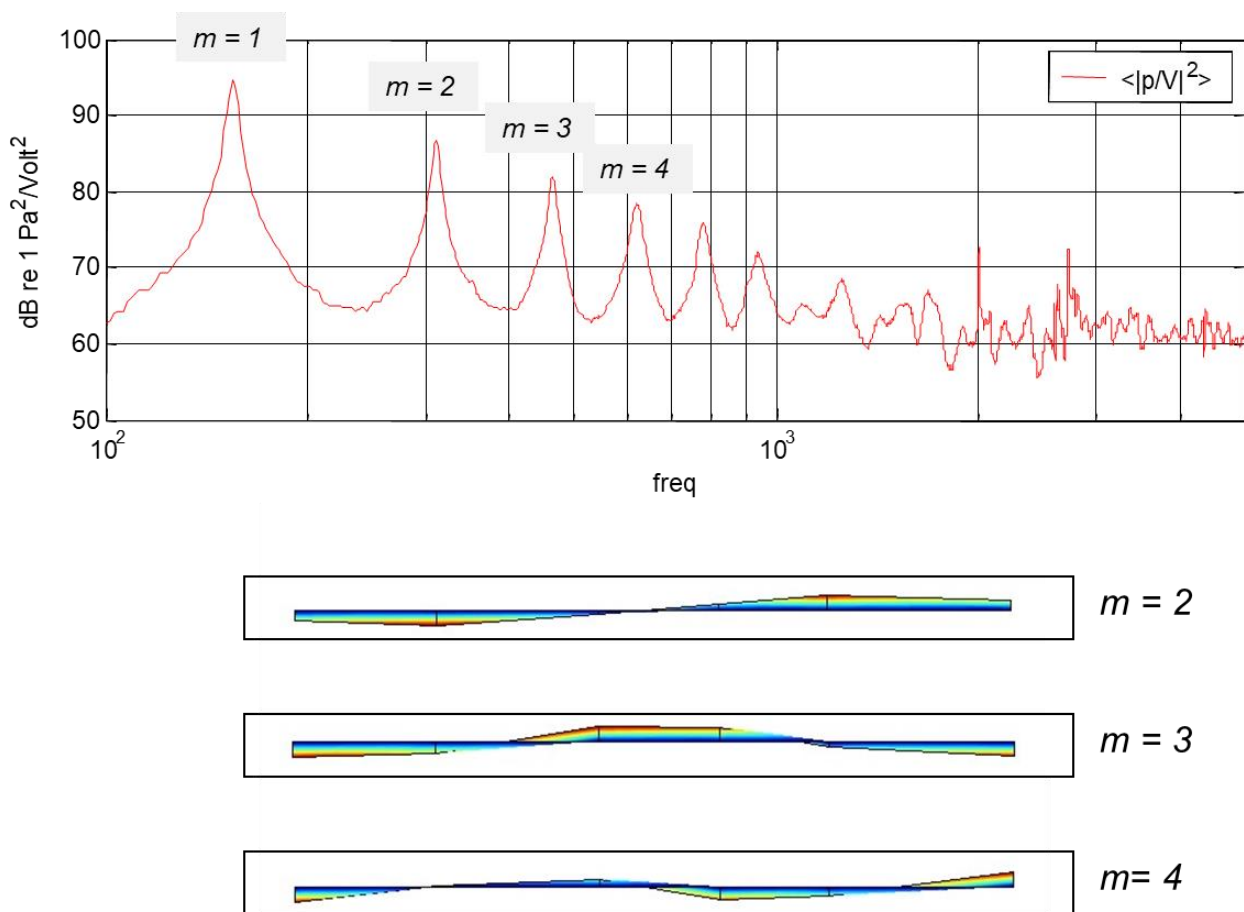 100
90
80
70
60
50
dB re 1 Pa²/Volt²
m = 1
m = 2
m = 3
m = 4
<|p/V|²>
10²
10³
freq
m = 2
m = 3
m= 4